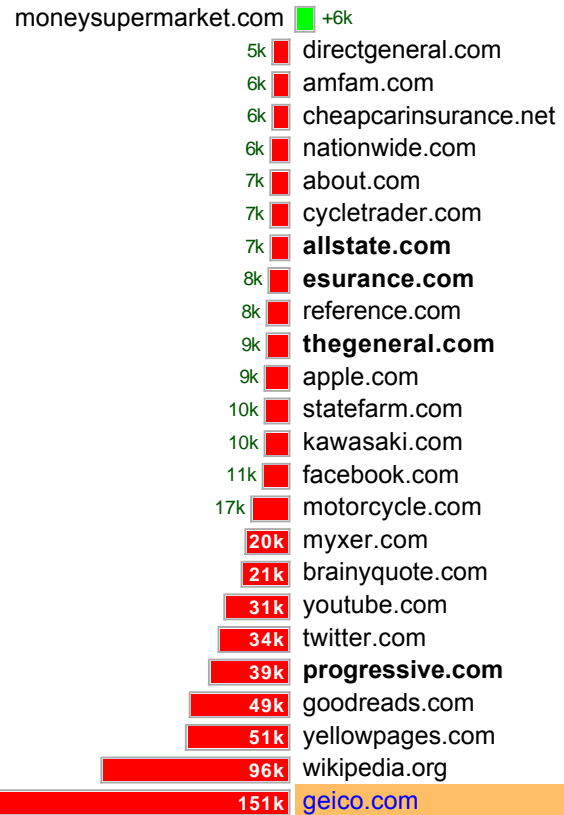 moneysupermarket.com +6k
5k directgeneral.com
6k amfam.com
6k cheapcarinsurance.net
6k nationwide.com
7k about.com
7k cycletrader.com
7k allstate.com
8k esurance.com
8k reference.com
9k thegeneral.com
9k apple.com
10k statefarm.com
10k kawasaki.com
11k facebook.com
17k motorcycle.com
20k myxer.com
21k brainyquote.com
31k youtube.com
34k twitter.com
39k progressive.com
49k goodreads.com
51k yellowpages.com
96k wikipedia.org
151k geico.com